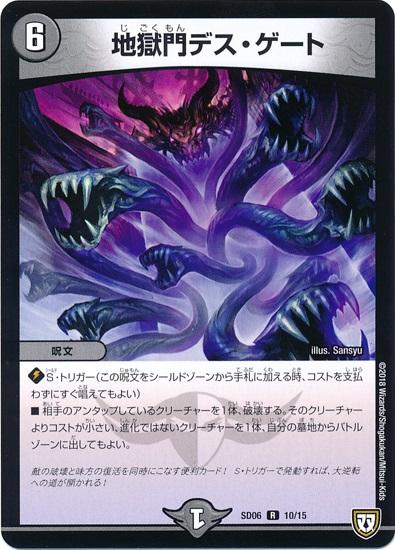 6
地獄門デス・ゲート
じごくもん
illus. Sansyu
呪文
S・トリガー(この呪文をシールドゾーンから手札に加える時、コストを支払
わずにすぐ唱えてもよい)
■相手のアンタップしているクリーチャーを1体、破壊する。そのクリーチャー
よりコストが小さい、進化ではないクリーチャーを1体、自分の墓地からバトル
ゾーンに出してもよい。
敵の破壊と味方の復活を同時にこなす便利カード! S・トリガーで発動すれば、大逆転
への道が開かれる!
©2018 Wizards/Shogakukan/Mitsui-Kids
1
SD06 R 10/15